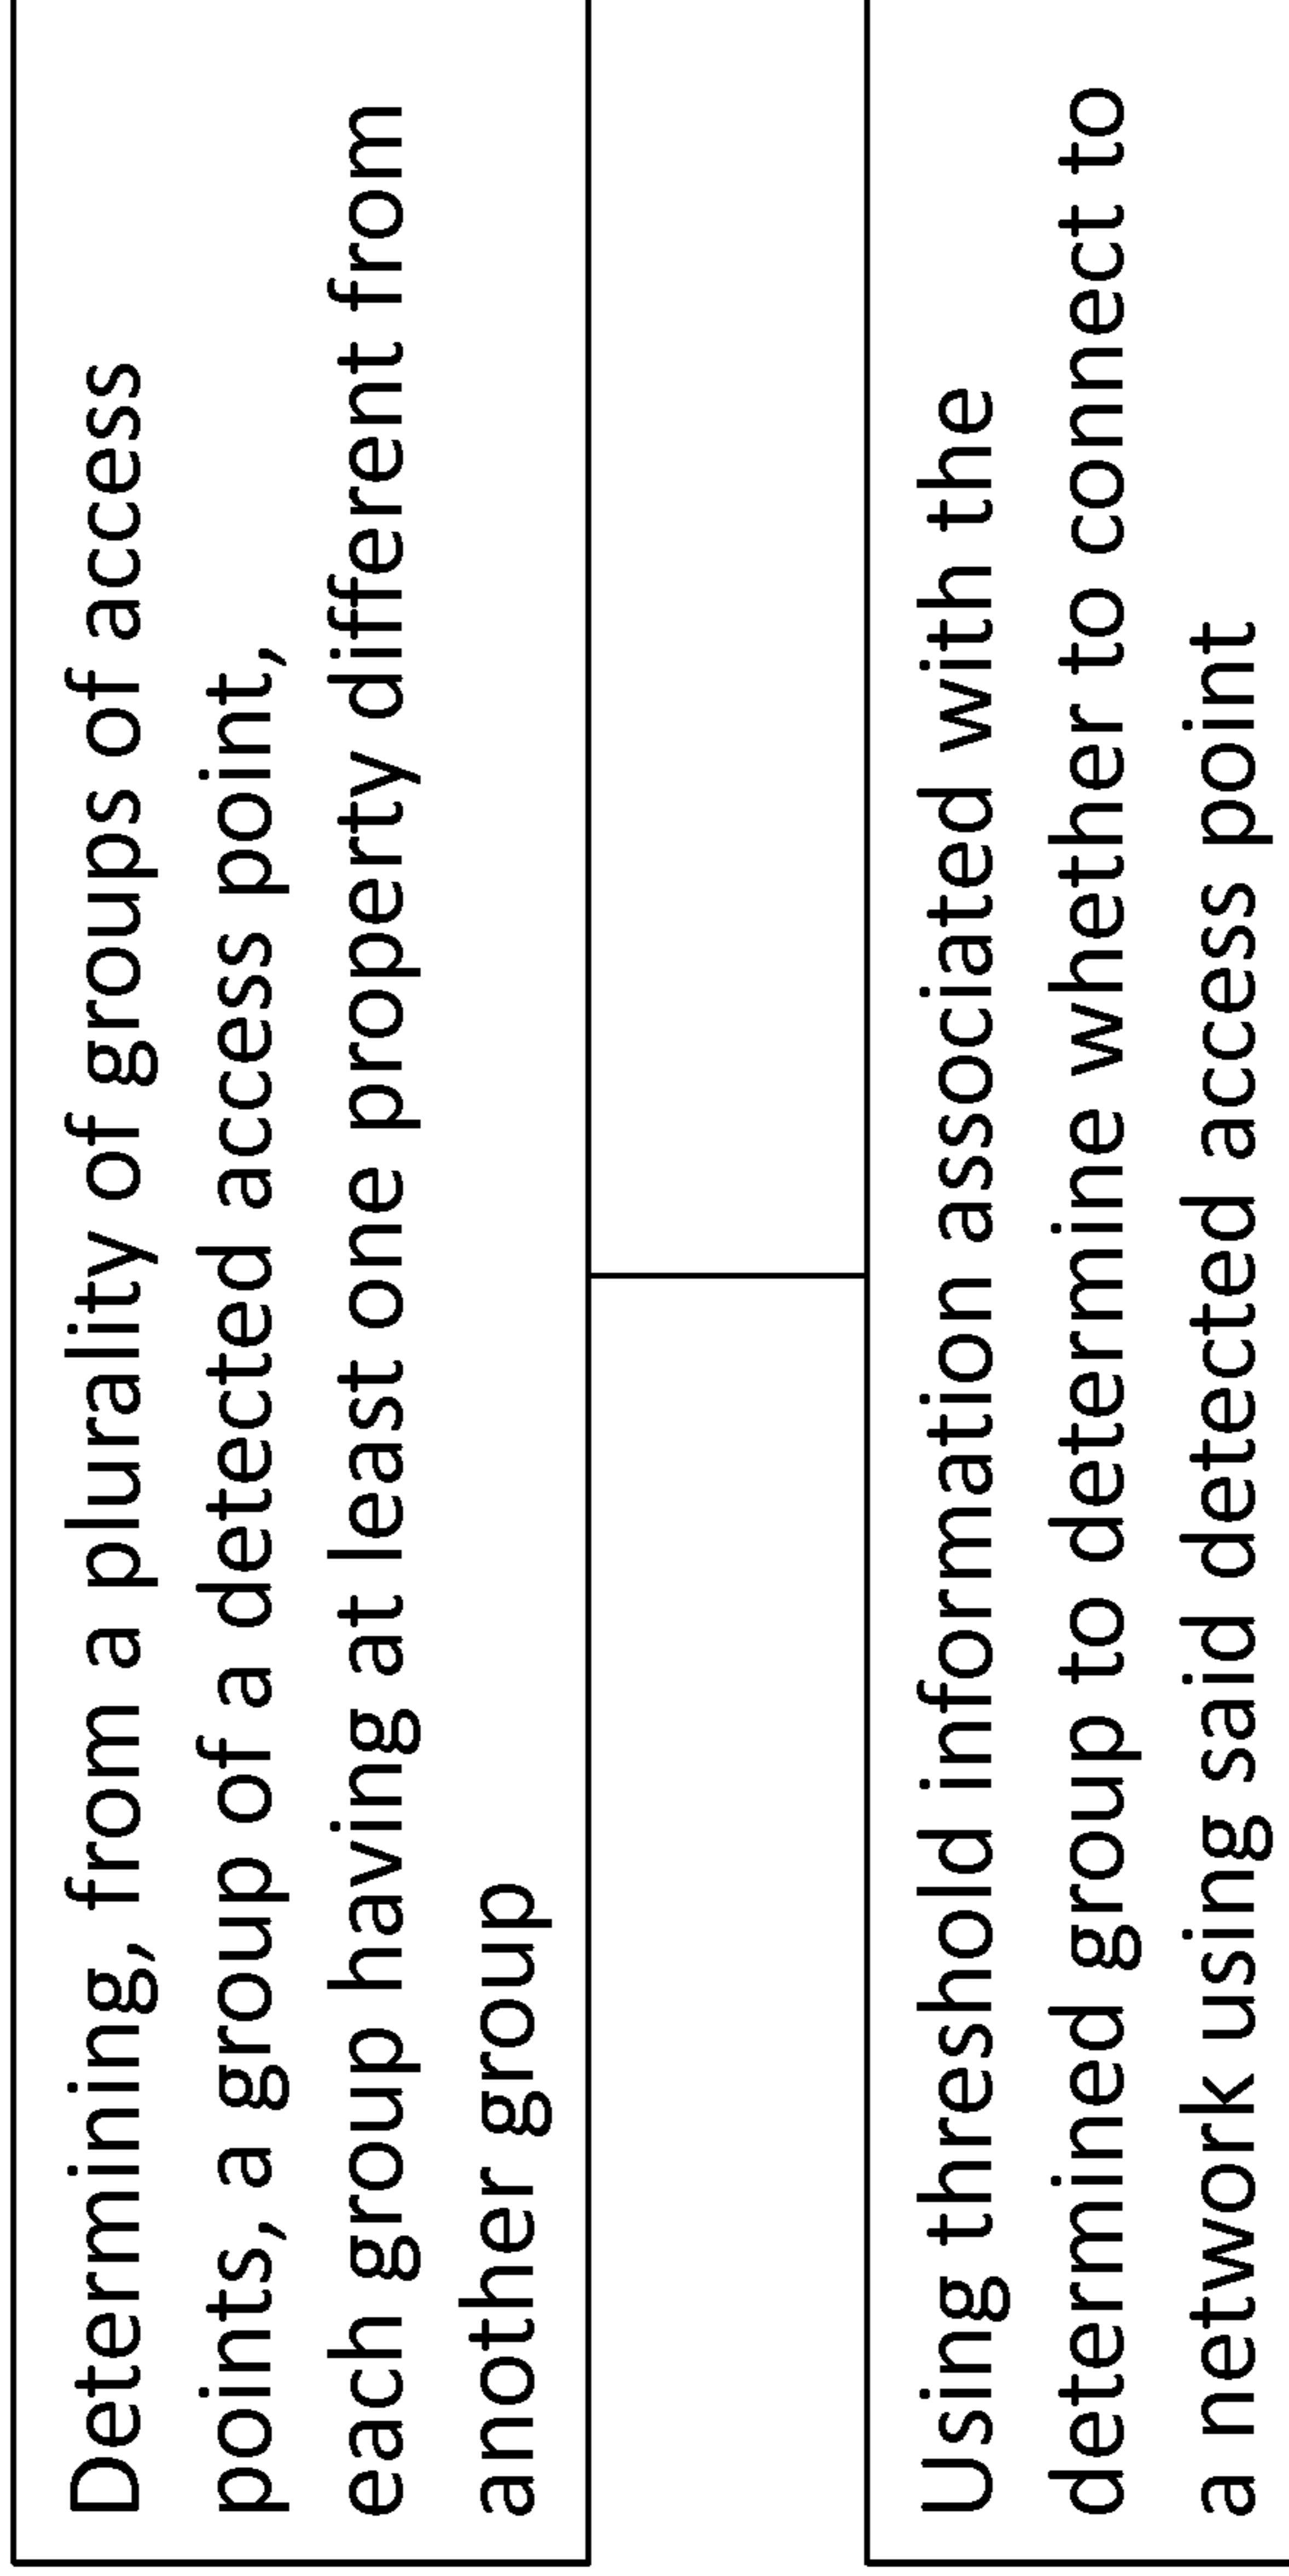 Determining, from a plurality of groups of access
points, a group of a detected access point,
each group having at least one property different from
another group
Using threshold information associated with the
determined group to determine whether to connect to
a network using said detected access point